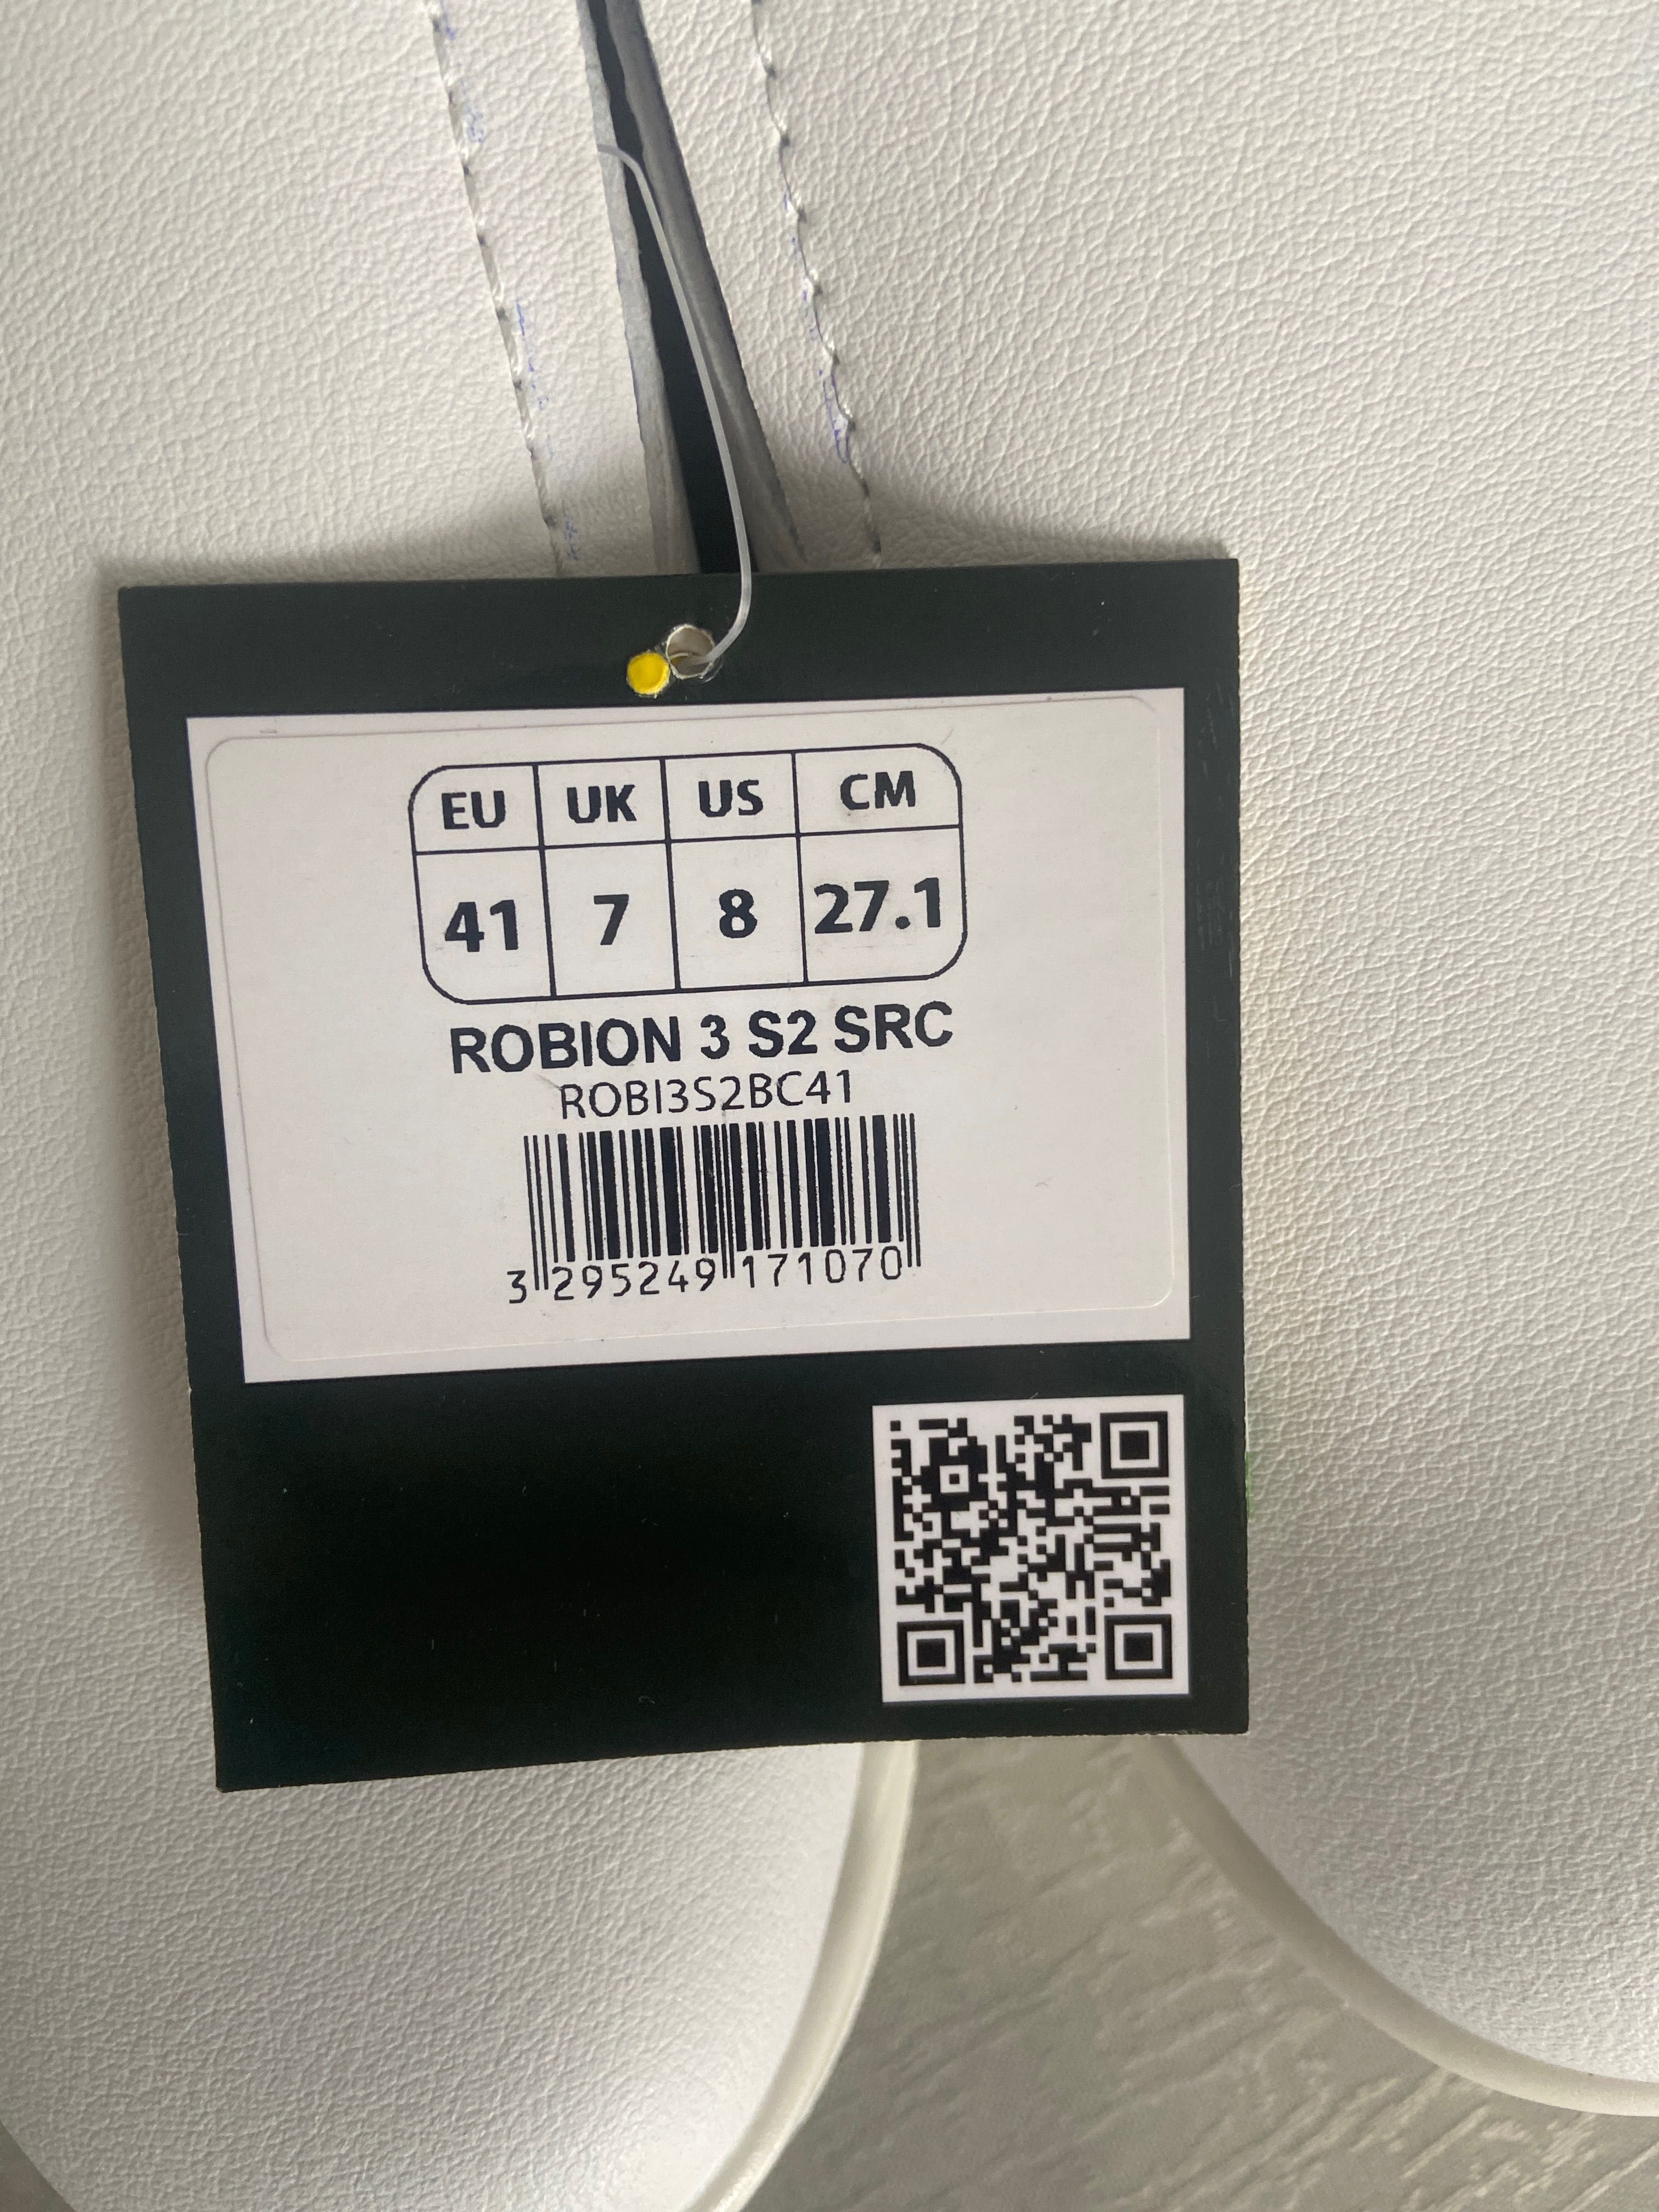 EU UK US CM
41 7 8 27.1
ROBION 3 S2 SRC
ROBI3S2BC41
3 295249 171070